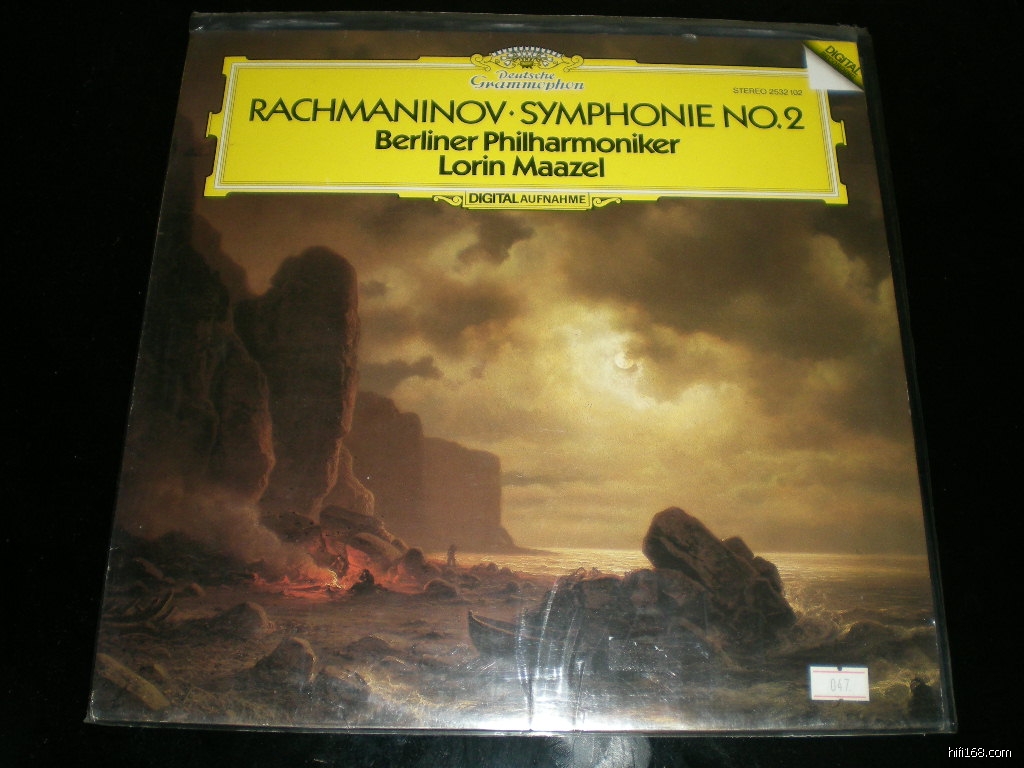 Deutsche
Grammophon
DIGITAL
STEREO 2532 102
RACHMANINOV · SYMPHONIE NO.2
Berliner Philharmoniker
Lorin Maazel
DIGITAL AUFNAHME
047.
hifi168.com